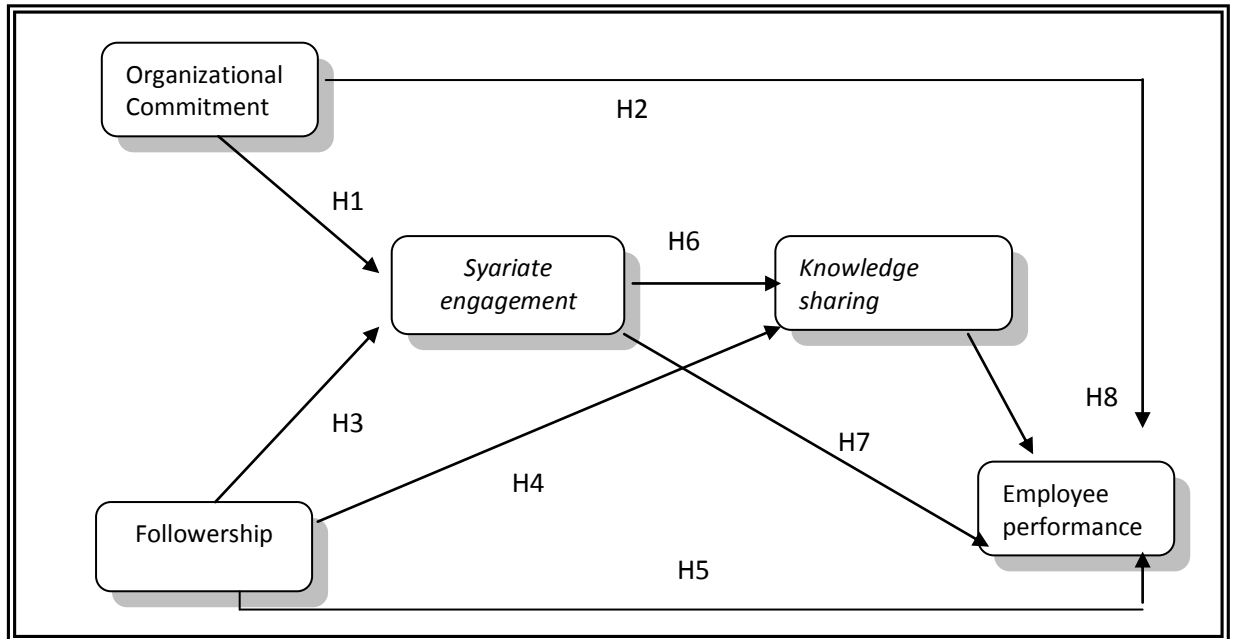 Organizational
Commitment
H2
H1
Syariate
engagement
H6
Knowledge
sharing
H3
H4
H7
H8
Followership
Employee
performance
H5